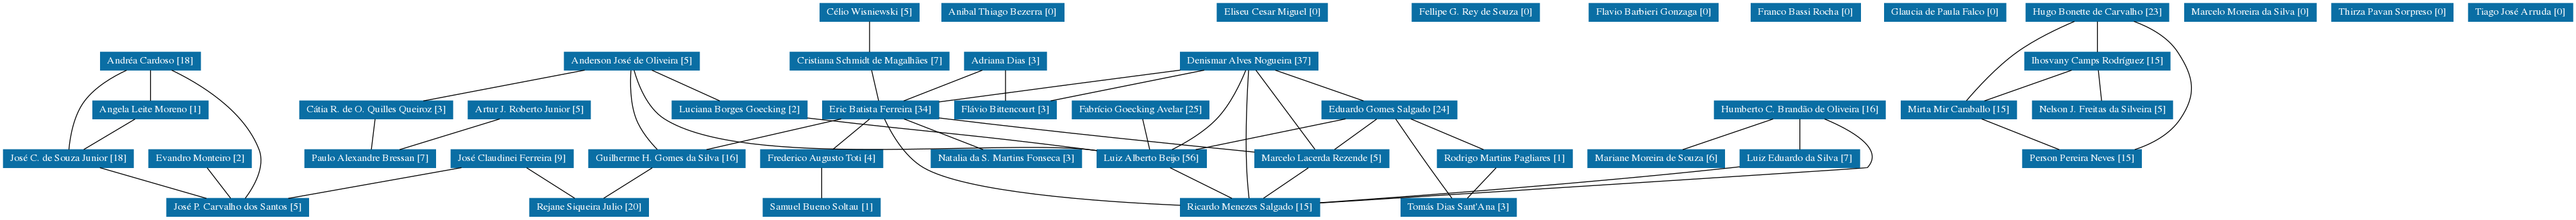 Célio Wisniewski [5]
Anibal Thiago Bezerra [0]
Eliseu Cesar Miguel [0]
Fellipe G. Rey de Souza [0]
Flavio Barbieri Gonzaga [0]
Franco Bassi Rocha [0]
Glaucia de Paula Falco [0]
Hugo Bonette de Carvalho [23]
Marcelo Moreira da Silva [0]
Thirza Pavan Sorpreso [0]
Tiago José Arruda [0]
Andréa Cardoso [18]
Anderson José de Oliveira [5]
Cristiana Schmidt de Magalhães [7]
Adriana Dias [3]
Denismar Alves Nogueira [37]
Ihosvany Camps Rodríguez [15]
Angela Leite Moreno [1]
Cátia R. de O. Quilles Queiroz [3]
Artur J. Roberto Junior [5]
Luciana Borges Goecking [2]
Eric Batista Ferreira [34]
Flávio Bittencourt [3]
Fabrício Goecking Avelar [25]
Eduardo Gomes Salgado [24]
Humberto C. Brandão de Oliveira [16]
Mirta Mir Caraballo [15]
Nelson J. Freitas da Silveira [5]
José C. de Souza Junior [18]
Evandro Monteiro [2]
Paulo Alexandre Bressan [7]
José Claudinei Ferreira [9]
Guilherme H. Gomes da Silva [16]
Frederico Augusto Toti [4]
Natalia da S. Martins Fonseca [3]
Luiz Alberto Beijo [56]
Marcelo Lacerda Rezende [5]
Rodrigo Martins Pagliares [1]
Mariane Moreira de Souza [6]
Luiz Eduardo da Silva [7]
Person Pereira Neves [15]
José P. Carvalho dos Santos [5]
Rejane Siqueira Julio [20]
Samuel Bueno Soltau [1]
Ricardo Menezes Salgado [15]
Tomás Dias Sant'Ana [3]